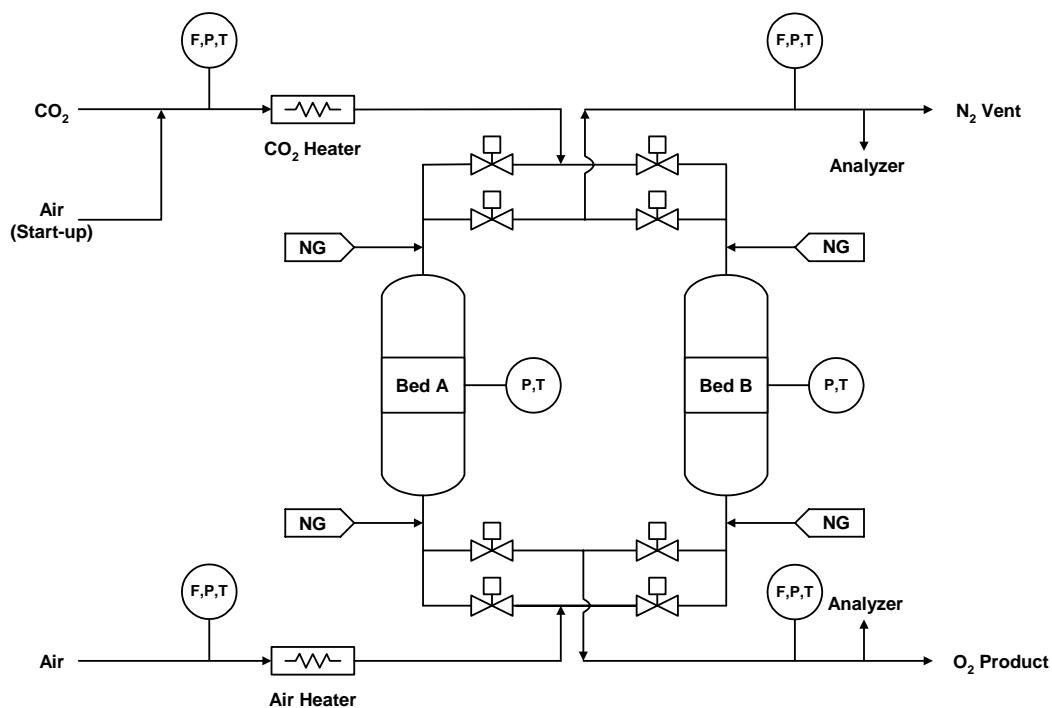 F,P,T
F,P,T
CO₂
N₂ Vent
CO₂ Heater
Analyzer
Air
(Start-up)
NG
NG
Bed A
P,T
Bed B
P,T
NG
NG
F,P,T
F,P,T
Analyzer
Air
O₂ Product
Air Heater